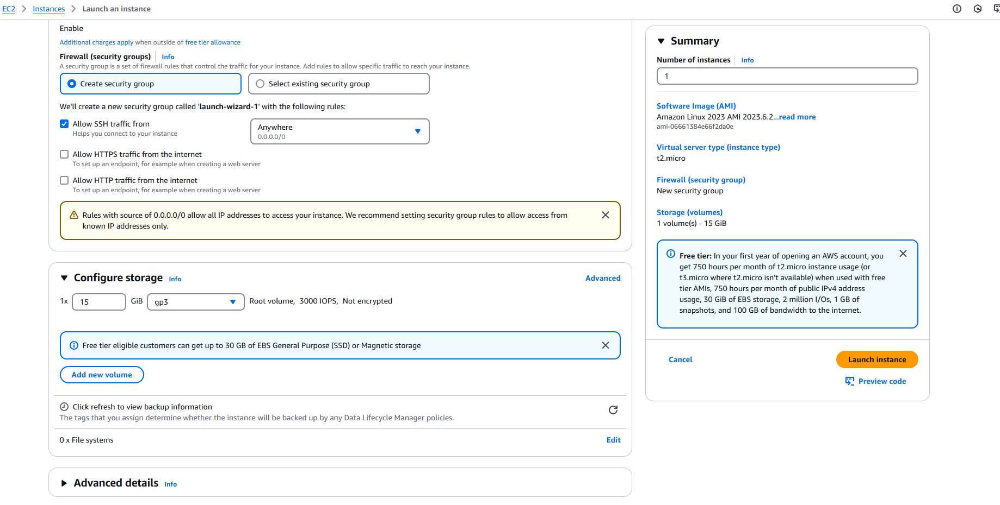 EC2 > Instances > Launch an instance
Enable
Additional charges apply when outside of free tier allowance
Firewall (security groups) Info
A security group is a set of firewall rules that control the traffic for your instance. Add rules to allow specific traffic to reach your instance.
Create security group
Select existing security group
We'll create a new security group called 'launch-wizard-1' with the following rules:
Allow SSH traffic from
Helps you connect to your instance
Anywhere
0.0.0.0/0
Allow HTTPS traffic from the internet
To set up an endpoint, for example when creating a web server
Allow HTTP traffic from the internet
To set up an endpoint, for example when creating a web server
Rules with source of 0.0.0.0/0 allow all IP addresses to access your instance. We recommend setting security group rules to allow access from
known IP addresses only.
Configure storage Info
Advanced
1x 15 GiB gp3 Root volume, 3000 IOPS, Not encrypted
Free tier eligible customers can get up to 30 GB of EBS General Purpose (SSD) or Magnetic storage
Add new volume
Click refresh to view backup information
The tags that you assign determine whether the instance will be backed up by any Data Lifecycle Manager policies.
0 x File systems
Edit
Advanced details Info
Summary
Number of instances Info
1
Software Image (AMI)
Amazon Linux 2023 AMI 2023.6.2...read more
ami-06661384e66f2da0e
Virtual server type (instance type)
t2.micro
Firewall (security group)
New security group
Storage (volumes)
1 volume(s) - 15 GiB
Free tier: In your first year of opening an AWS account, you
get 750 hours per month of t2.micro instance usage (or
t3.micro where t2.micro isn't available) when used with free
tier AMIs, 750 hours per month of public IPv4 address
usage, 30 GiB of EBS storage, 2 million I/Os, 1 GB of
snapshots, and 100 GB of bandwidth to the internet.
Cancel
Launch instance
Preview code